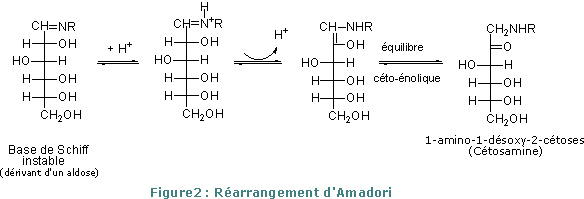 CH=NR
H OH
HO H
H OH
H OH
CH2OH
Base de Schiff
instable
(dérivant d'un aldose)
+ H+
H
CH=N+R
H OH
HO H
H OH
H OH
CH2OH
H+
CH—NHR
OH
HO H
H OH
H OH
CH2OH
équilibre
céto-énolique
CH2NHR
O
HO H
H OH
H OH
CH2OH
1-amino-1-désoxy-2-cétoses
(Cétosamine)
Figure2 : Réarrangement d'Amadori